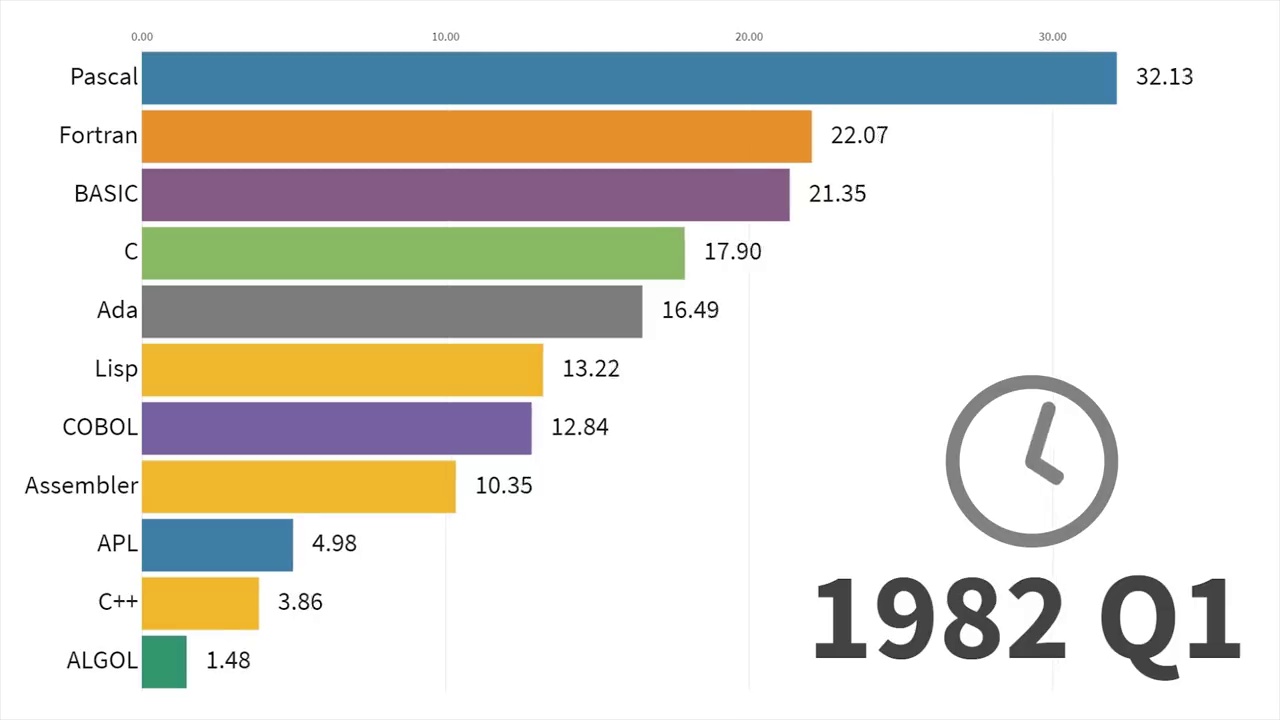 0.00 10.00 20.00 30.00
Pascal 32.13
Fortran 22.07
BASIC 21.35
C 17.90
Ada 16.49
Lisp 13.22
COBOL 12.84
Assembler 10.35
APL 4.98
C++ 3.86
ALGOL 1.48
1982 Q1